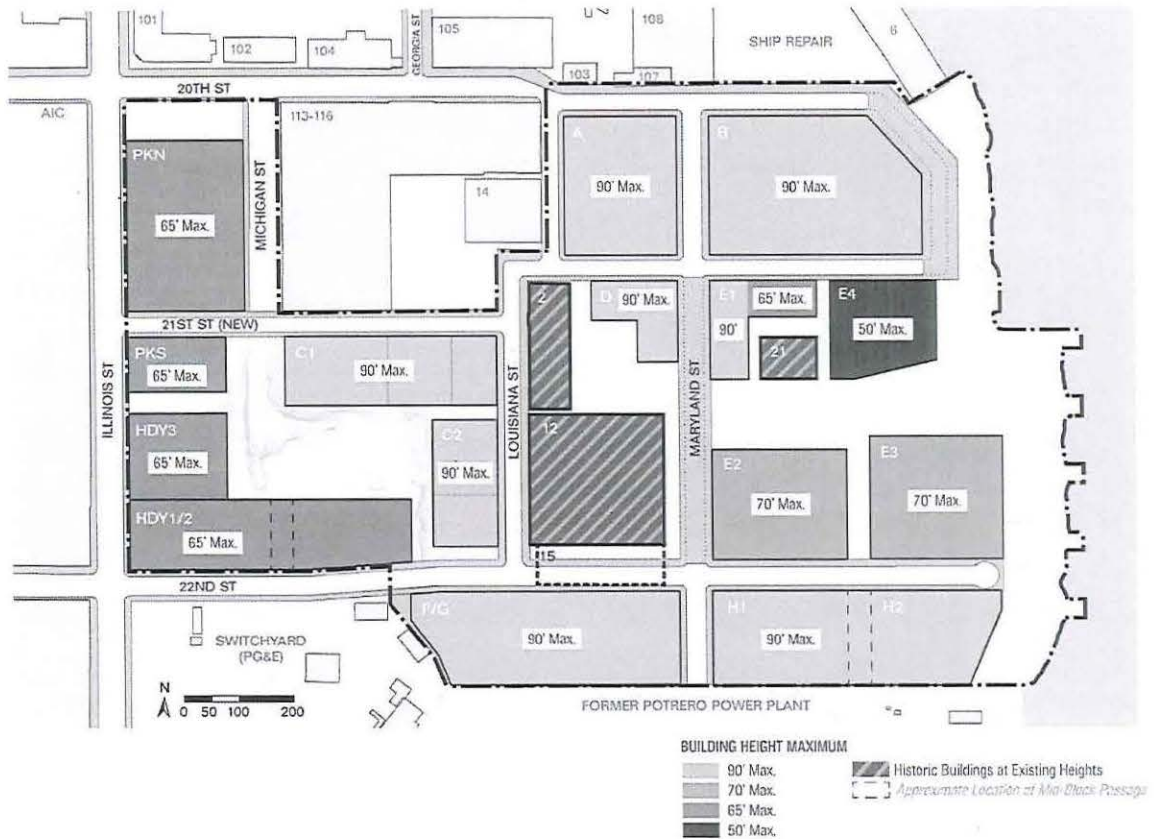 101
102
104
GEORGIA ST
105
108
103
107
SHIP REPAIR
6
20TH ST
AIC
113-116
14
PKN
65' Max.
MICHIGAN ST
A
90' Max.
B
90' Max.
21ST ST (NEW)
ILLINOIS ST
PKS
65' Max.
C1
90' Max.
LOUISIANA ST
2
D
90' Max.
MARYLAND ST
E1
65' Max.
90'
21
E4
50' Max.
HDY3
65' Max.
C2
90' Max.
12
E2
70' Max.
E3
70' Max.
HDY1/2
65' Max.
15
22ND ST
F/G
90' Max.
H1
90' Max.
H2
SWITCHYARD
(PG&E)
N
0 50 100 200
FORMER POTRERO POWER PLANT
BUILDING HEIGHT MAXIMUM
90' Max.
70' Max.
65' Max.
50' Max.
Historic Buildings at Existing Heights
Approximate Location of Mid-Block Passage